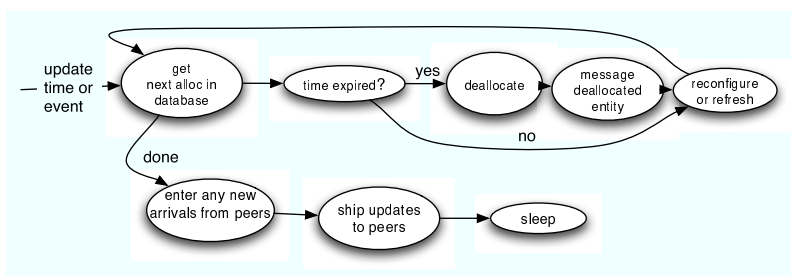 update
time or
event
get
next alloc in
database
time expired?
yes
deallocate
message
deallocated
entity
reconfigure
or refresh
no
done
enter any new
arrivals from peers
ship updates
to peers
sleep